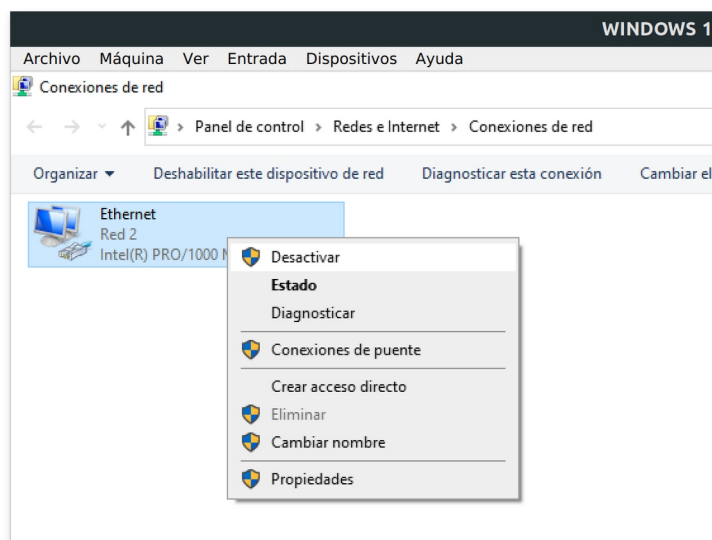 WINDOWS 1
Archivo Máquina Ver Entrada Dispositivos Ayuda
Conexiones de red
Panel de control > Redes e Internet > Conexiones de red
Organizar Deshabilitar este dispositivo de red Diagnosticar esta conexión Cambiar el
Ethernet
Red 2
Intel(R) PRO/1000
Desactivar
Estado
Diagnosticar
Conexiones de puente
Crear acceso directo
Eliminar
Cambiar nombre
Propiedades